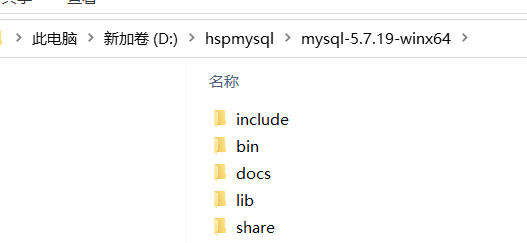 此电脑 > 新加卷 (D:) > hspmysql > mysql-5.7.19-winx64 >
名称
include
bin
docs
lib
share